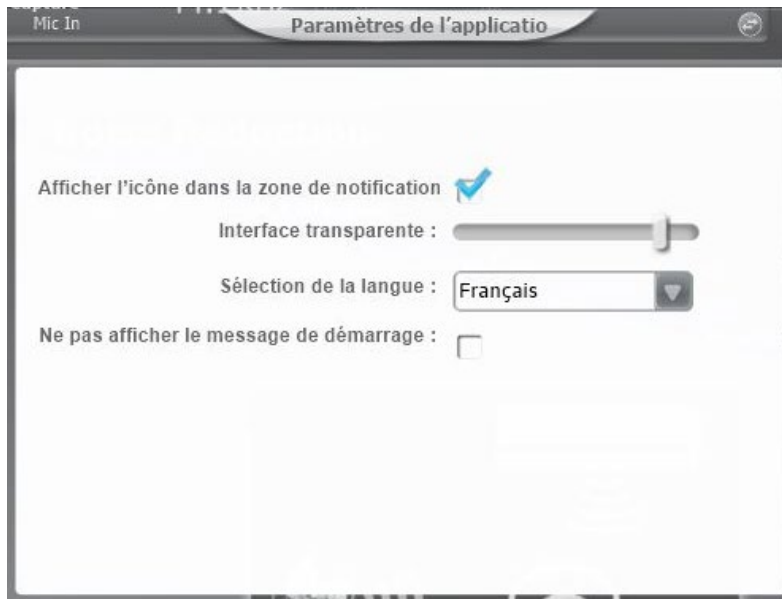 Capture
Mic In
Paramètres de l'applicatio
Afficher l'icône dans la zone de notification
Interface transparente :
Sélection de la langue :
Français
Ne pas afficher le message de démarrage :